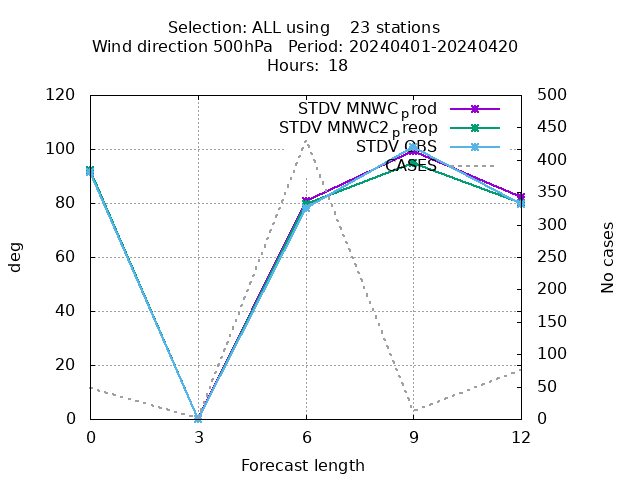 Selection: ALL using 23 stations
Wind direction 500hPa Period: 20240401-20240420
Hours: 18
120
100
80
60
40
20
0
deg
STDV MNWC_prod
STDV MNWC2_preop
STDV OBS
CASES
500
450
400
350
300
250
200
150
100
50
0
No cases
0 3 6 9 12
Forecast length